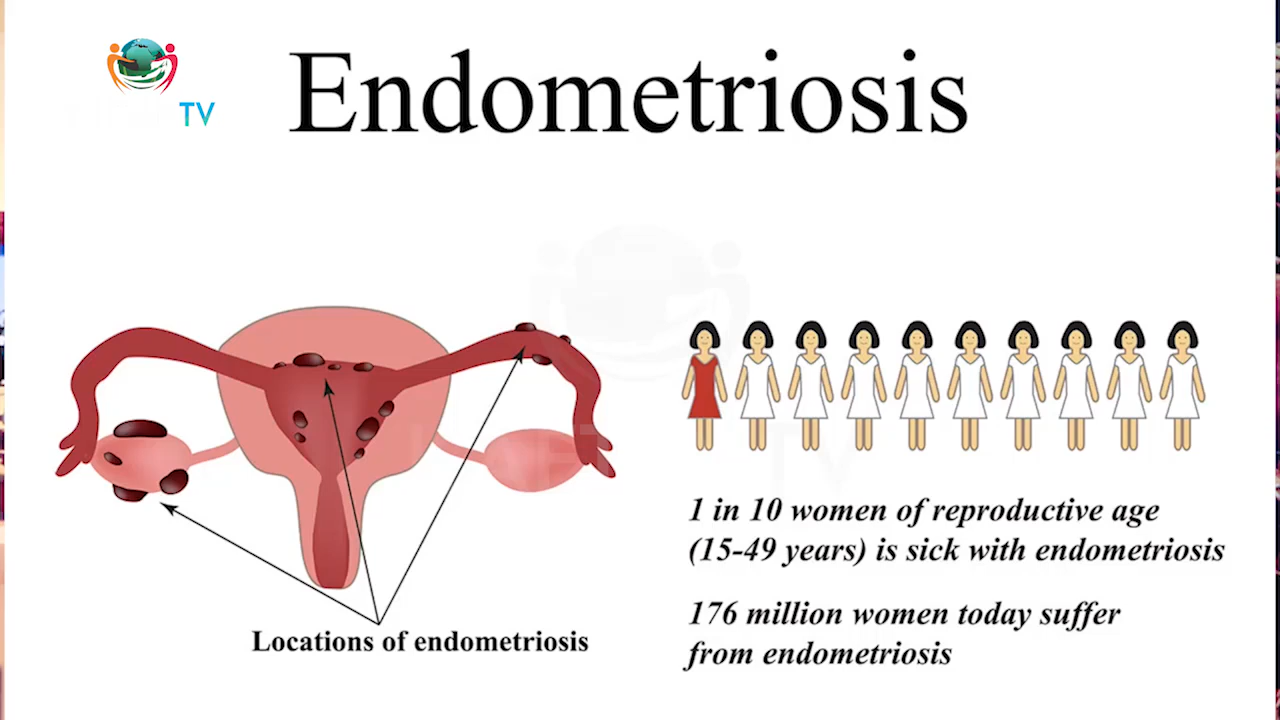 TV
Endometriosis
1 in 10 women of reproductive age
(15-49 years) is sick with endometriosis
176 million women today suffer
from endometriosis
Locations of endometriosis